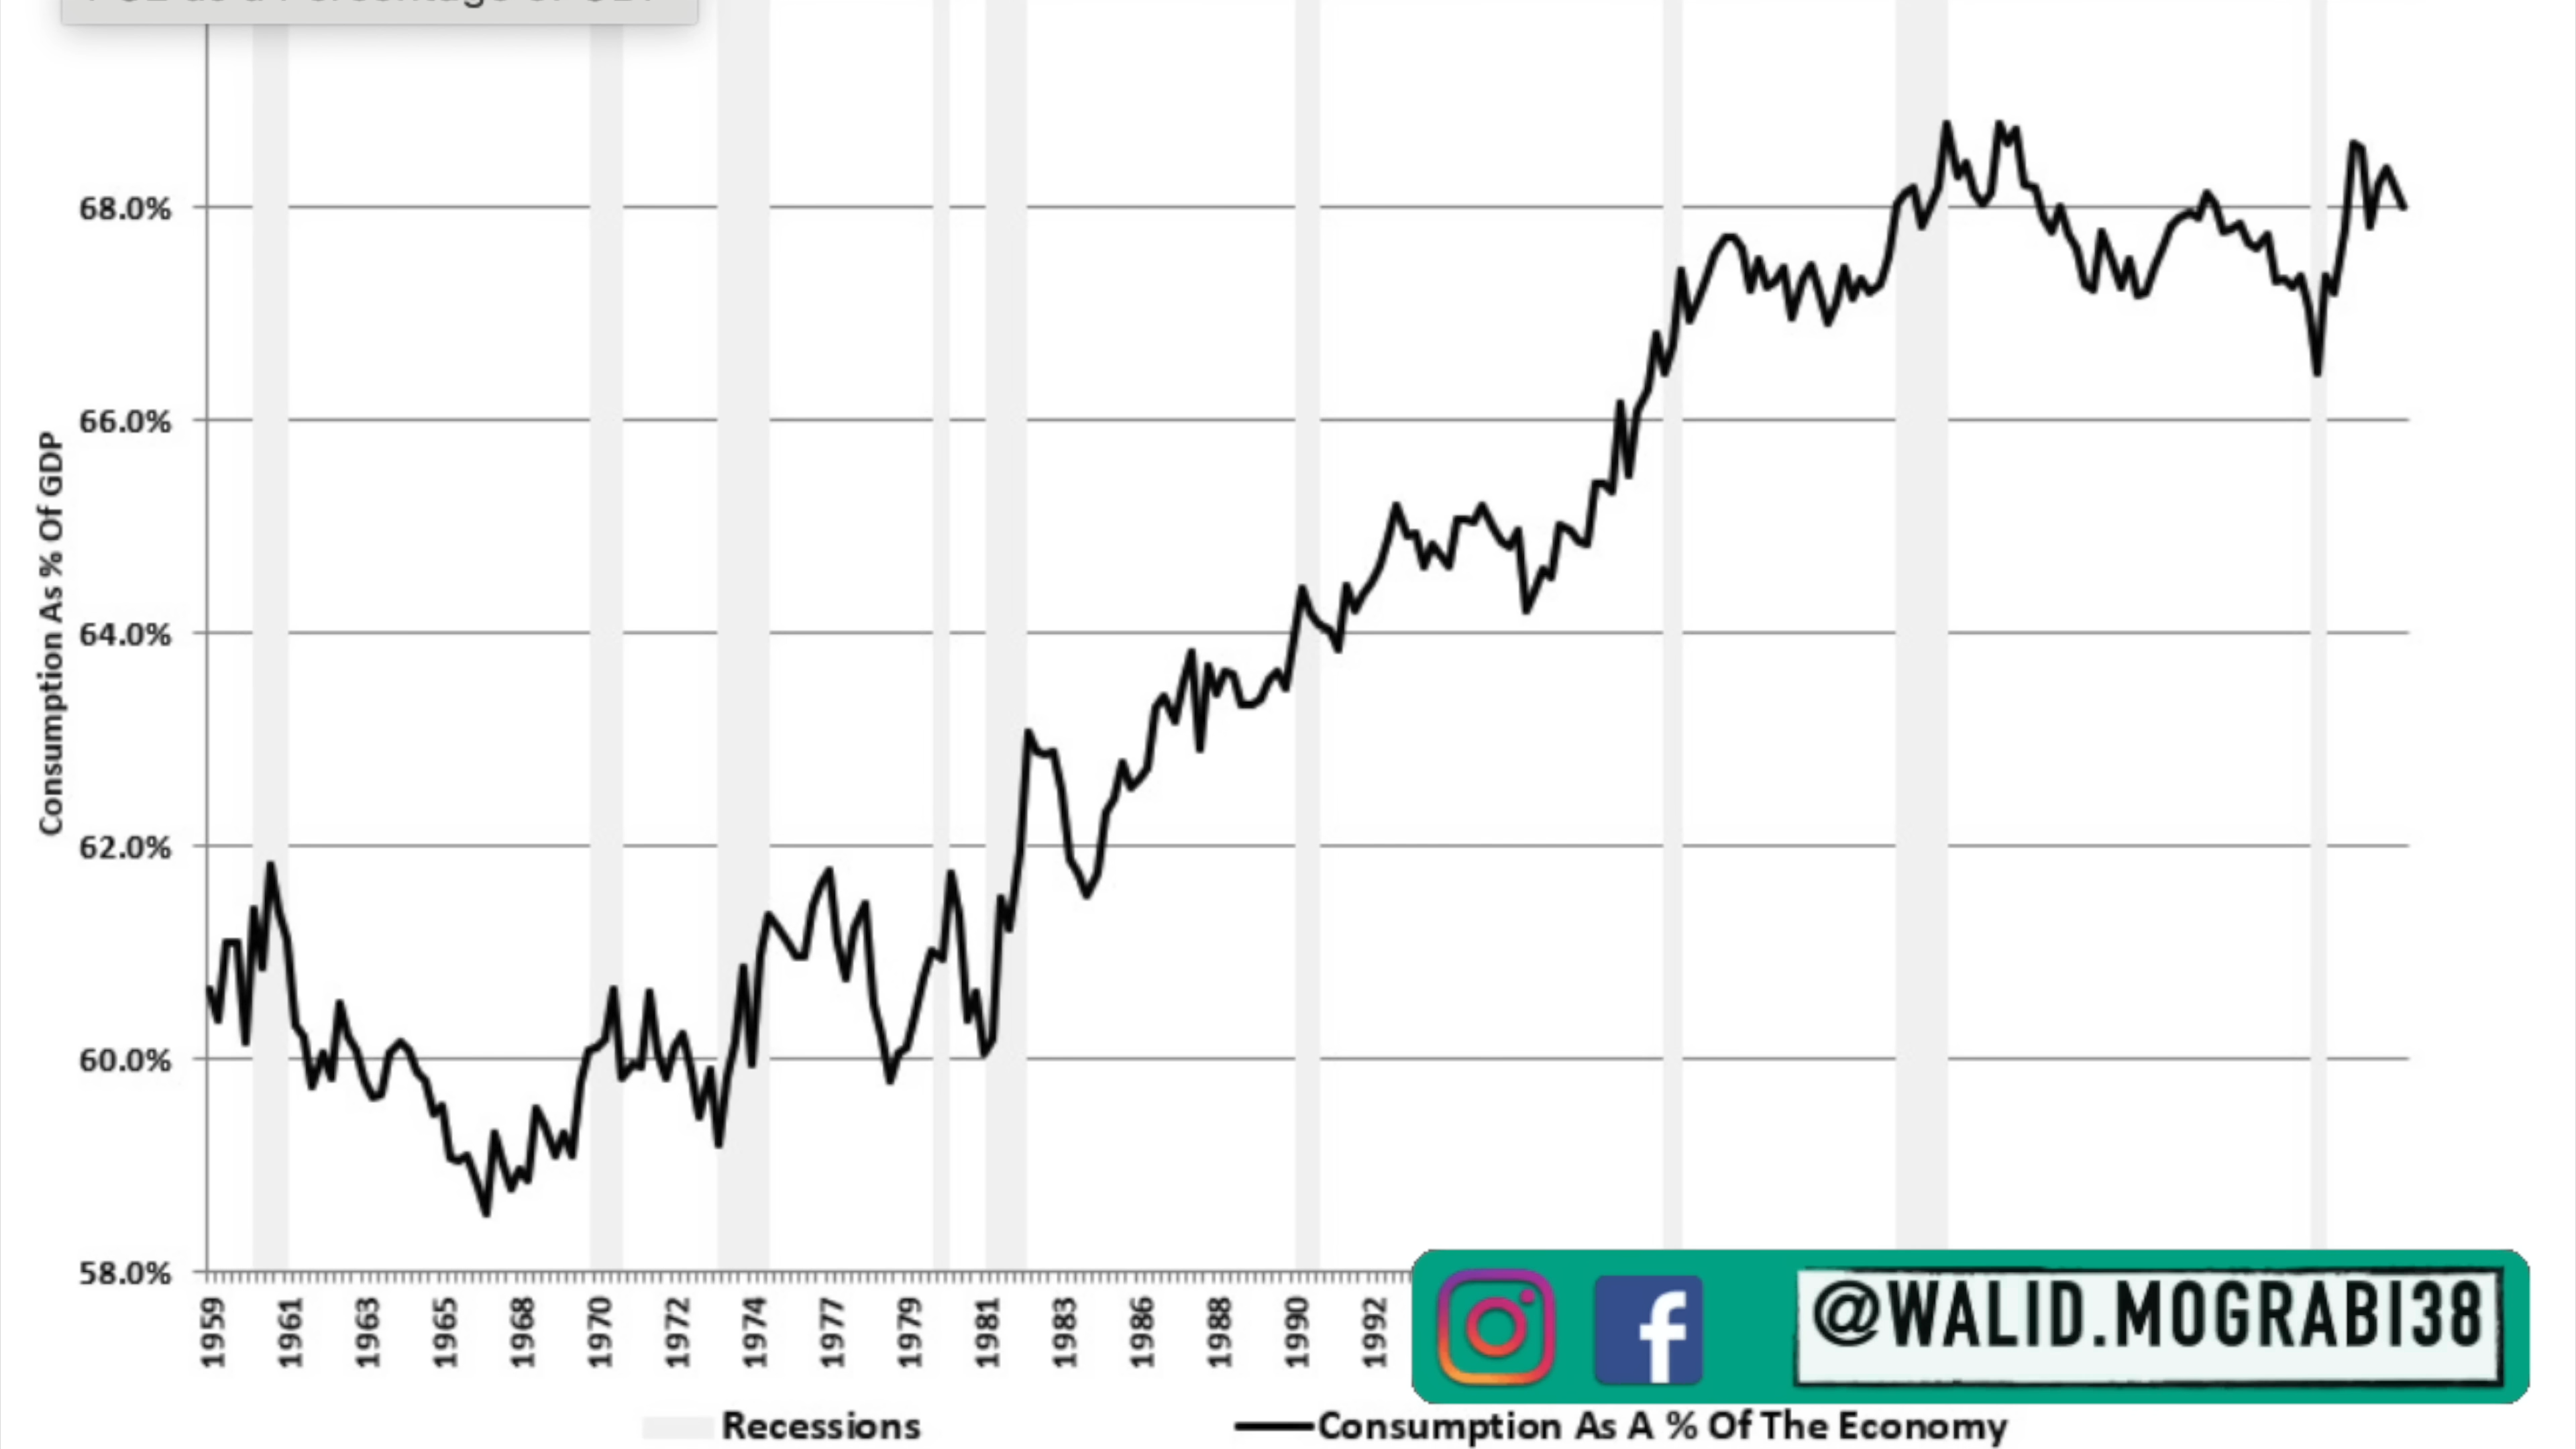 68.0%
66.0%
64.0%
62.0%
60.0%
58.0%
Consumption As % Of GDP
1959 1961 1963 1965 1968 1970 1972 1974 1977 1979 1981 1983 1986 1988 1990 1992
@WALID.MOGRABI38
Recessions
Consumption As A % Of The Economy